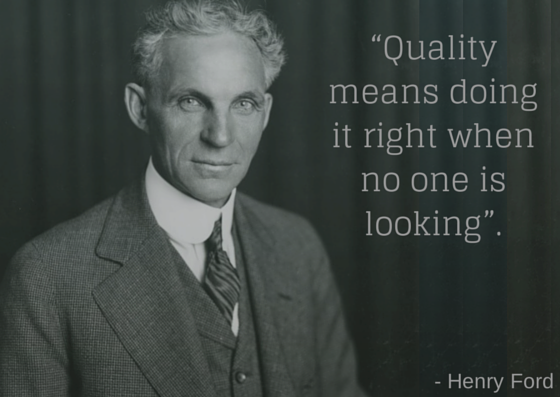 “Quality
means doing
it right when
no one is
looking”.
- Henry Ford